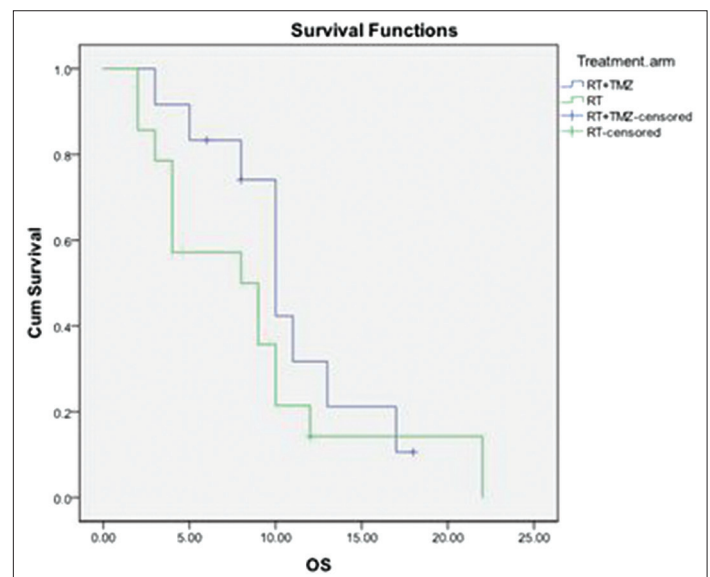 Survival Functions
Treatment.arm
RT+TMZ
RT
RT+TMZ-censored
RT-censored
Cum Survival
1.0
0.8
0.6
0.4
0.2
0.0
0.00 5.00 10.00 15.00 20.00 25.00
OS